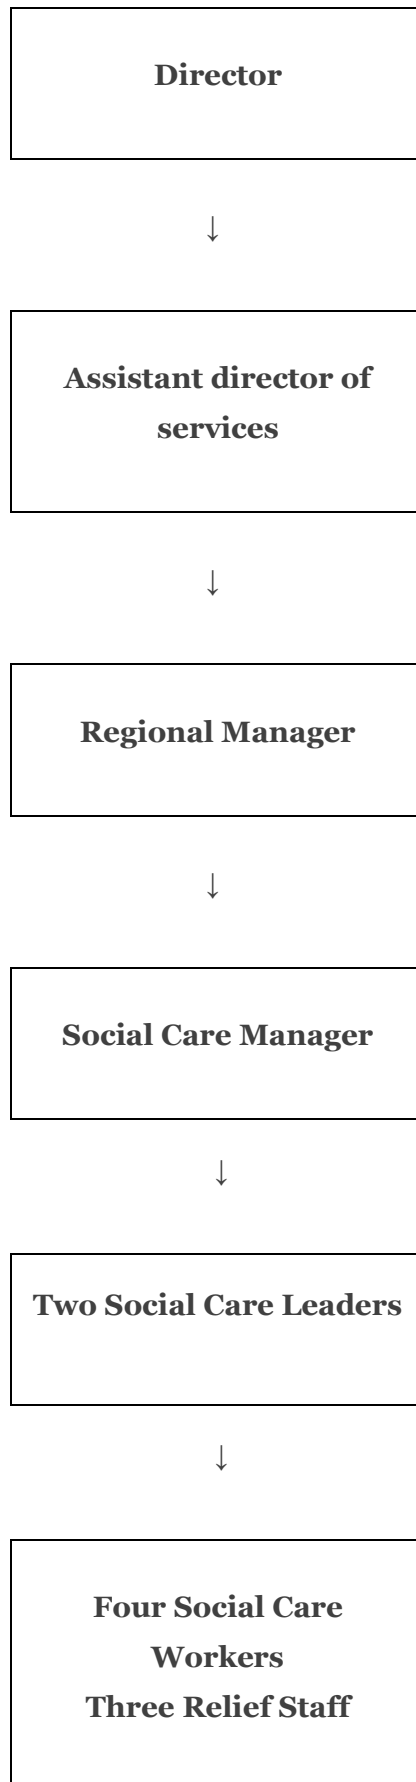 Director
↓
Assistant director of
services
↓
Regional Manager
↓
Social Care Manager
↓
Two Social Care Leaders
↓
Four Social Care
Workers
Three Relief Staff